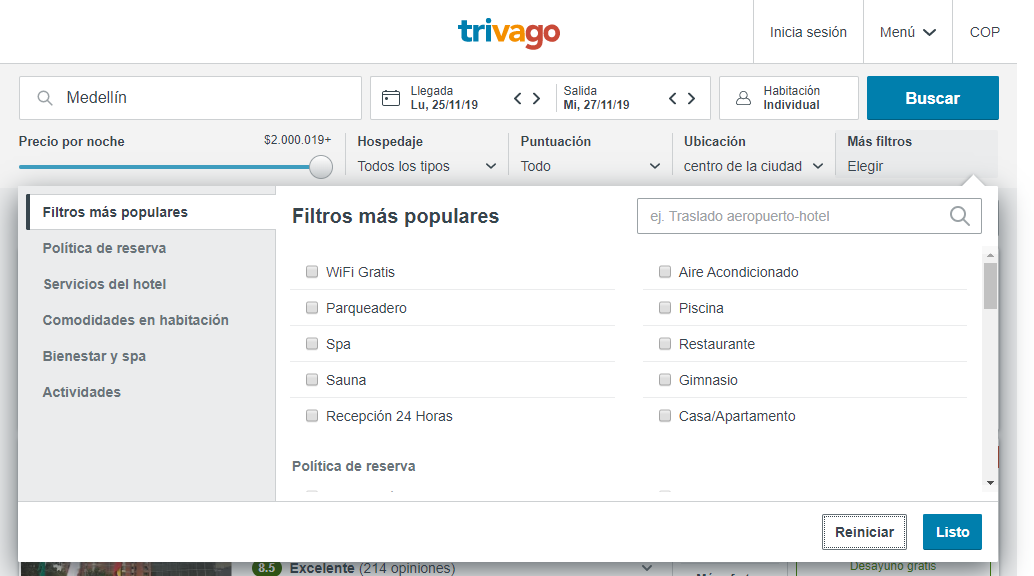 trivago
Inicia sesión
Menú
COP
Medellín
Llegada
Lu, 25/11/19
Salida
Mi, 27/11/19
Habitación
Individual
Buscar
Precio por noche
$2.000.019+
Hospedaje
Todos los tipos
Puntuación
Todo
Ubicación
centro de la ciudad
Más filtros
Elegir
Filtros más populares
Política de reserva
Servicios del hotel
Comodidades en habitación
Bienestar y spa
Actividades
Filtros más populares
ej. Traslado aeropuerto-hotel
WiFi Gratis
Aire Acondicionado
Parqueadero
Piscina
Spa
Restaurante
Sauna
Gimnasio
Recepción 24 Horas
Casa/Apartamento
Política de reserva
Reiniciar
Listo
8.5 Excelente (214 opiniones)
Desayuno gratis